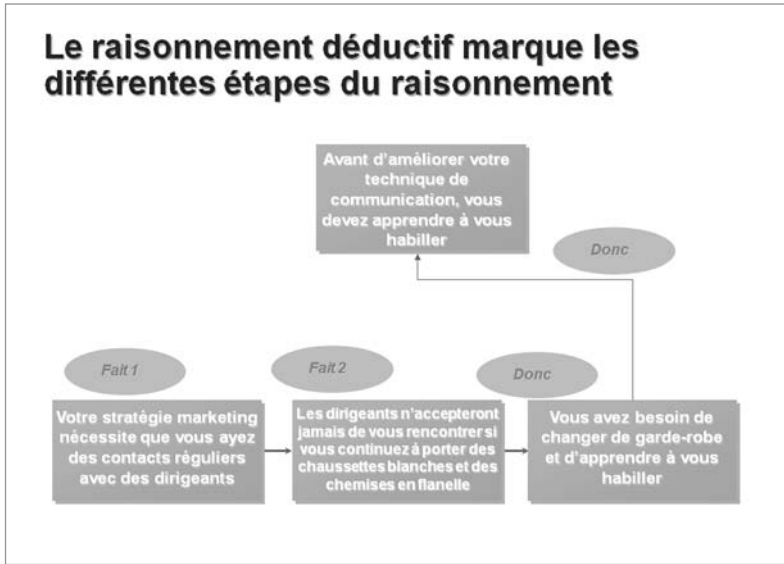 Le raisonnement déductif marque les
différentes étapes du raisonnement
Avant d'améliorer votre
technique de
communication, vous
devez apprendre à vous
habiller
Donc
Fait 1
Fait 2
Donc
Votre stratégie marketing
nécessite que vous ayez
des contacts réguliers
avec des dirigeants
Les dirigeants n'accepteront
jamais de vous rencontrer si
vous continuez à porter des
chaussettes blanches et des
chemises en flanelle
Vous avez besoin de
changer de garde-robe
et d'apprendre à vous
habiller